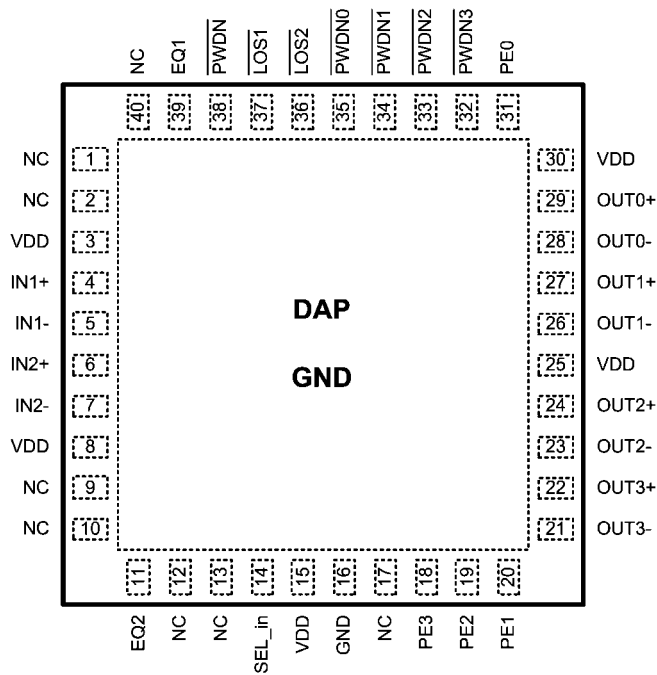 NC
EQ1
PWDN
LOS1
LOS2
PWDN0
PWDN1
PWDN2
PWDN3
PE0
40
39
38
37
36
35
34
33
32
31
NC 1
30 VDD
NC 2
29 OUT0+
VDD 3
28 OUT0-
IN1+ 4
27 OUT1+
IN1- 5
26 OUT1-
IN2+ 6
25 VDD
IN2- 7
24 OUT2+
VDD 8
23 OUT2-
NC 9
22 OUT3+
NC 10
21 OUT3-
DAP
GND
11
12
13
14
15
16
17
18
19
20
EQ2
NC
NC
SEL_in
VDD
GND
NC
PE3
PE2
PE1